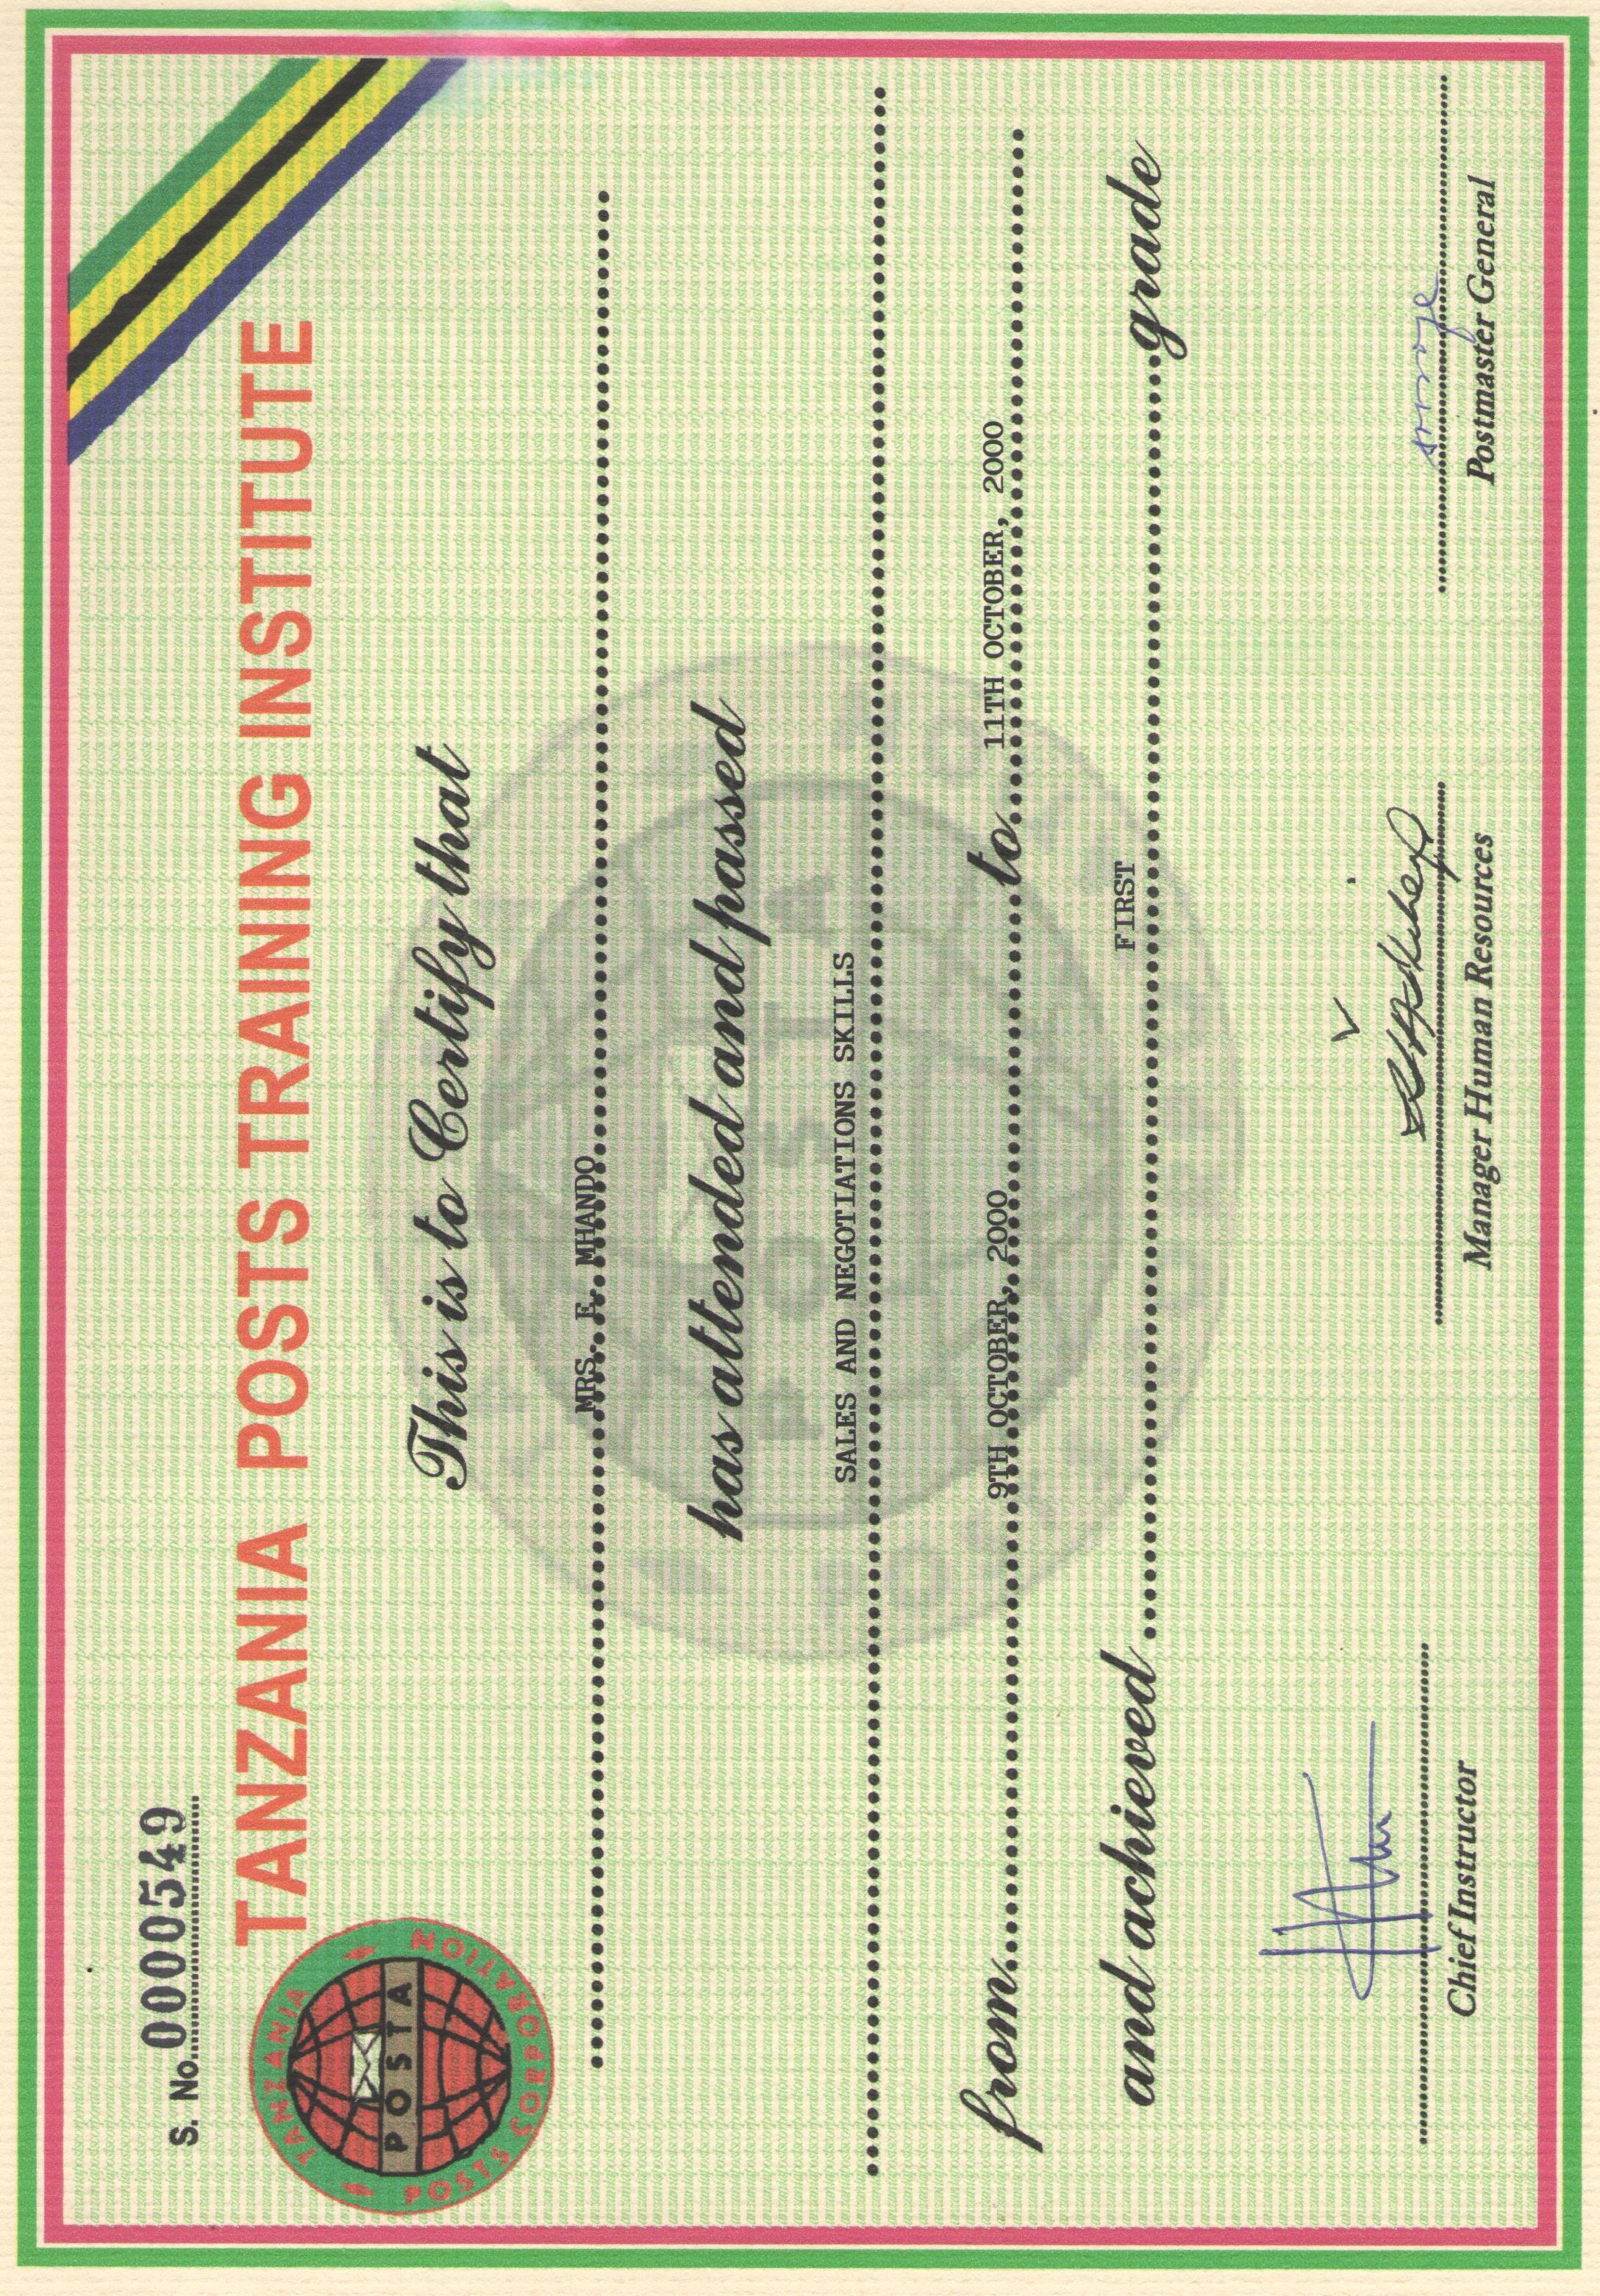 S. No. 0000549
TANZANIA POSTS TRAINING INSTITUTE
TANZANIA
POSTA
POSTS CORPORATION
This is to Certify that
MRS. E. MHANDO
has attended and passed
POSTA
SALES AND NEGOTIATIONS SKILLS
from 9TH OCTOBER, 2000 to 11TH OCTOBER, 2000
and achieved FIRST grade
Chief Instructor
Manager Human Resources
Postmaster General